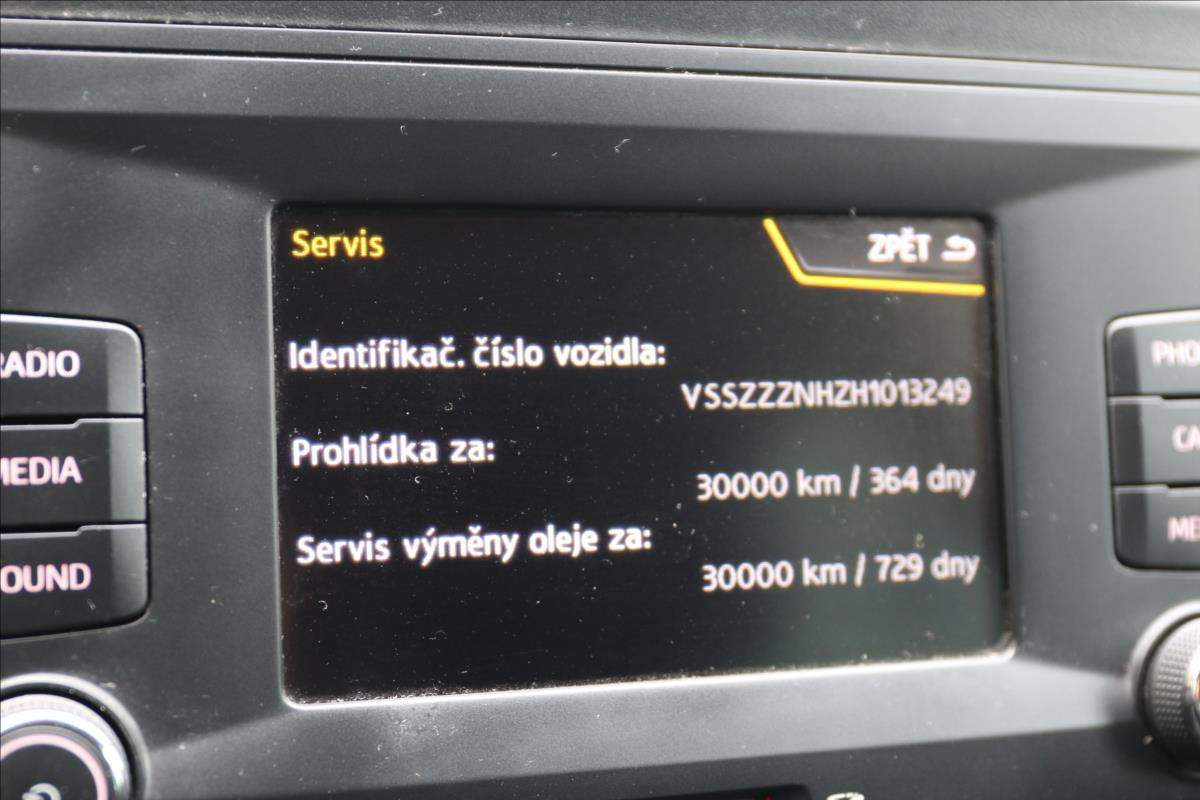 Servis
ZPĚT
Identifikač. číslo vozidla:
VSSZZZNHZH1013249
Prohlídka za:
30000 km / 364 dny
Servis výměny oleje za:
30000 km / 729 dny
RADIO
MEDIA
SOUND